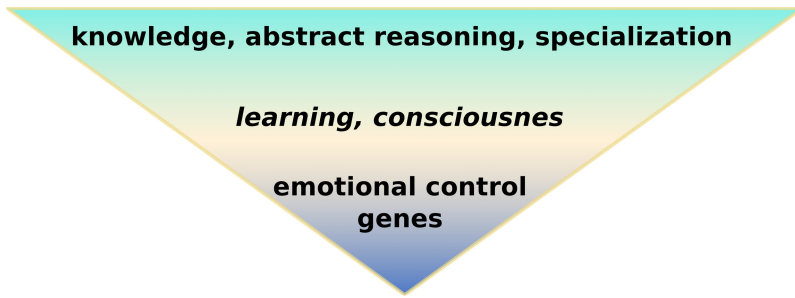 knowledge, abstract reasoning, specialization
learning, consciousnes
emotional control
genes